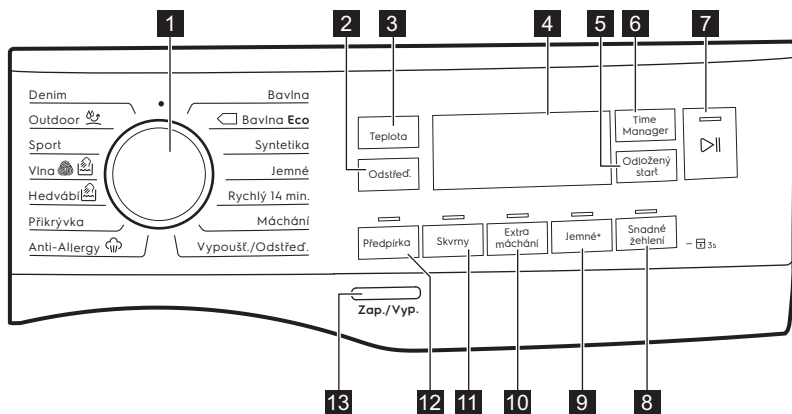 1
2
3
4
5
6
7
Denim
Outdoor
Sport
Vlna
Hedvábí
Přikrývka
Anti-Allergy
Bavlna
Bavlna Eco
Syntetika
Jemné
Rychlý 14 min.
Máchání
Vypoušť./Odstřeď.
Teplota
Odstřeď.
Time
Manager
Odložený
start
Předpírka
Skvrny
Extra
máchání
Jemné+
Snadné
žehlení
3s
Zap./Vyp.
13
12
11
10
9
8